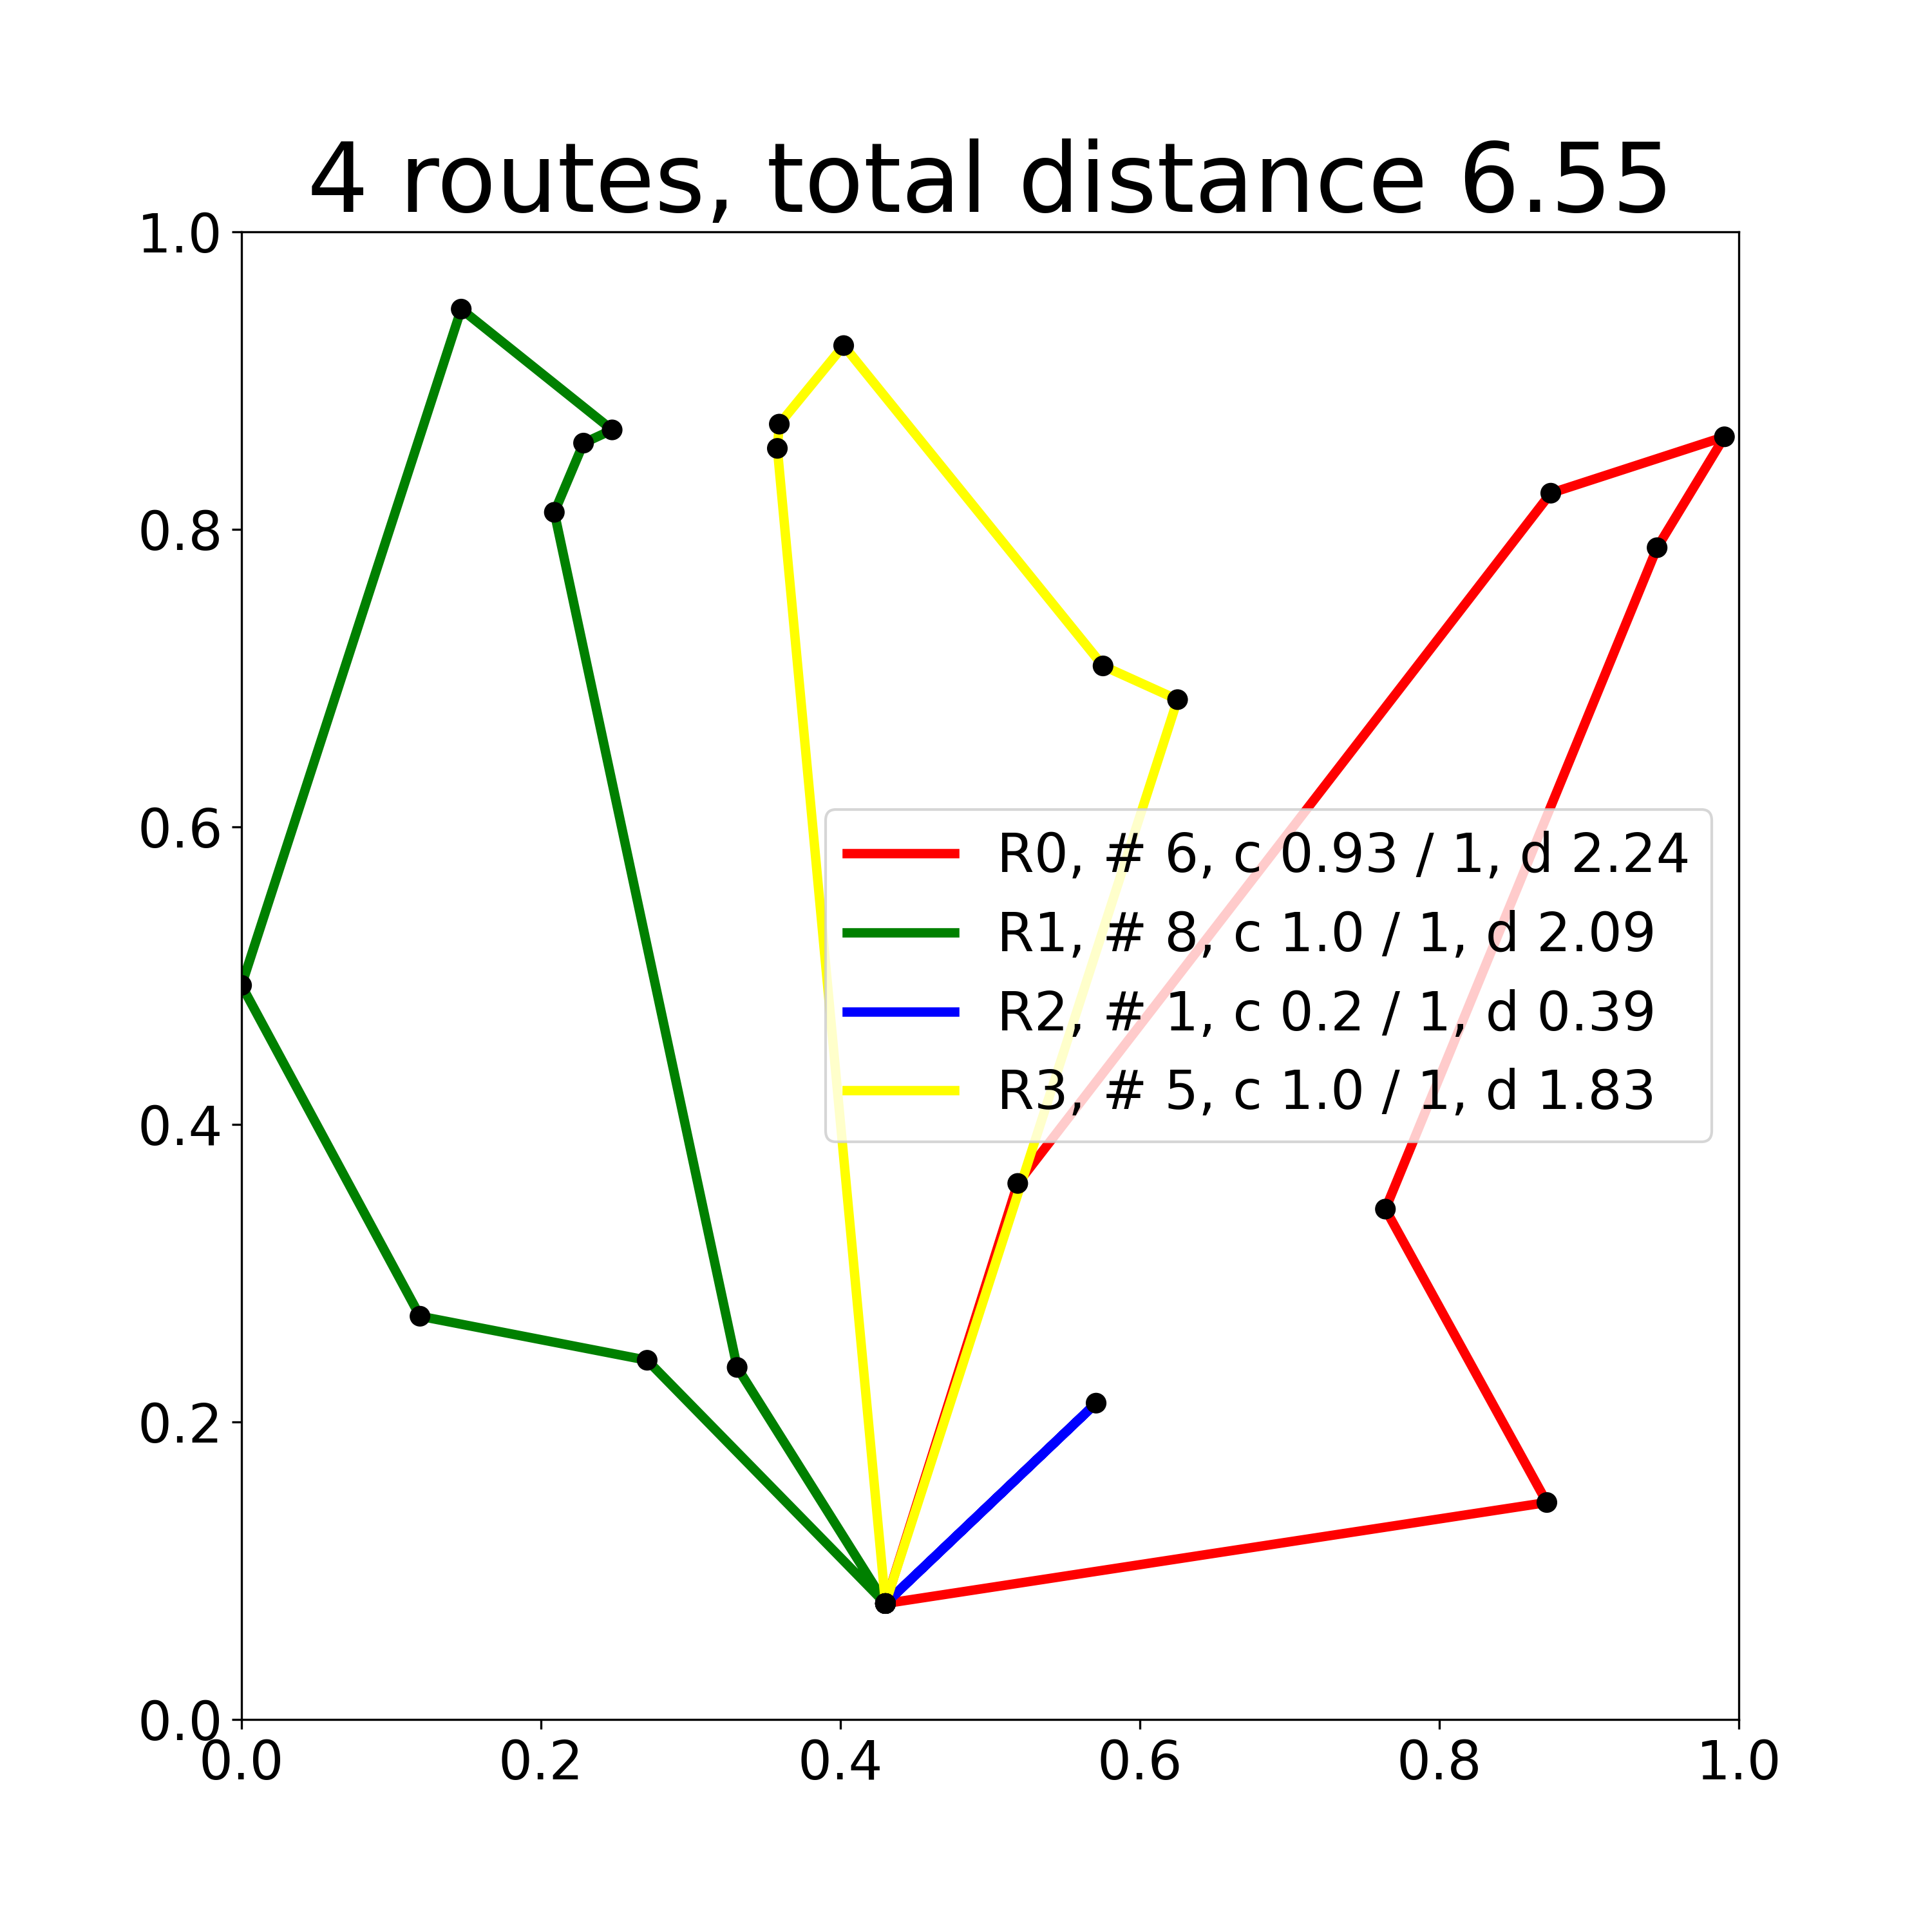 4 routes, total distance 6.55
1.0
0.8
0.6
0.4
0.2
0.0
R0, # 6, c 0.93 / 1, d 2.24
R1, # 8, c 1.0 / 1, d 2.09
R2, # 1, c 0.2 / 1, d 0.39
R3, # 5, c 1.0 / 1, d 1.83
0.0 0.2 0.4 0.6 0.8 1.0